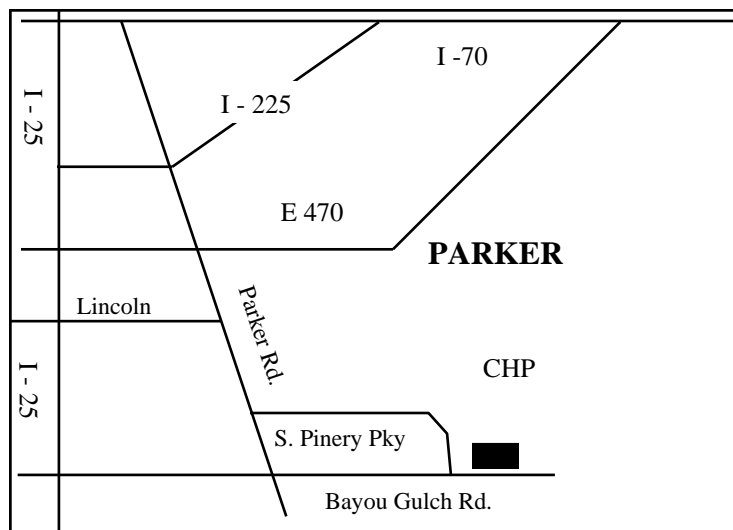 I -70
I - 25
I - 225
E 470
PARKER
Lincoln
Parker Rd.
I - 25
CHP
S. Pinery Pky
Bayou Gulch Rd.